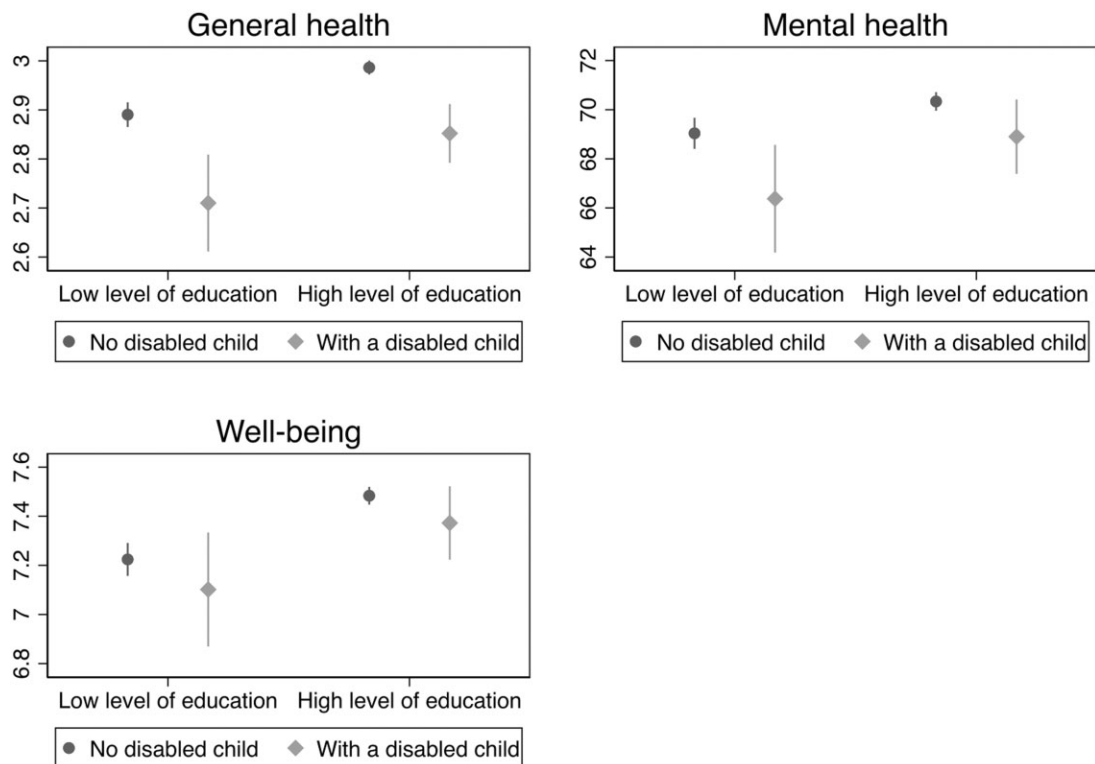 General health
3
2.9
2.8
2.7
2.6
Low level of education High level of education
No disabled child With a disabled child
Mental health
72
70
68
66
64
Low level of education High level of education
No disabled child With a disabled child
Well-being
7.6
7.4
7.2
7
6.8
Low level of education High level of education
No disabled child With a disabled child